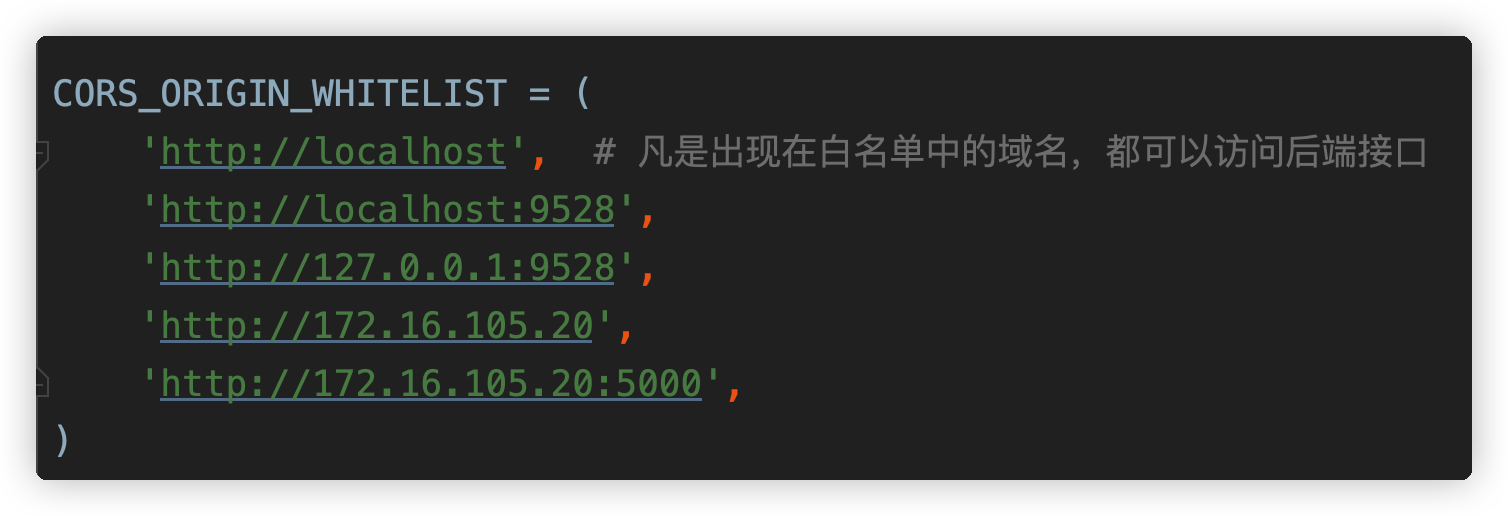 CORS_ORIGIN_WHITELIST = (
    'http://localhost',  # 凡是出现在白名单中的域名，都可以访问后端接口
    'http://localhost:9528',
    'http://127.0.0.1:9528',
    'http://172.16.105.20',
    'http://172.16.105.20:5000',
)